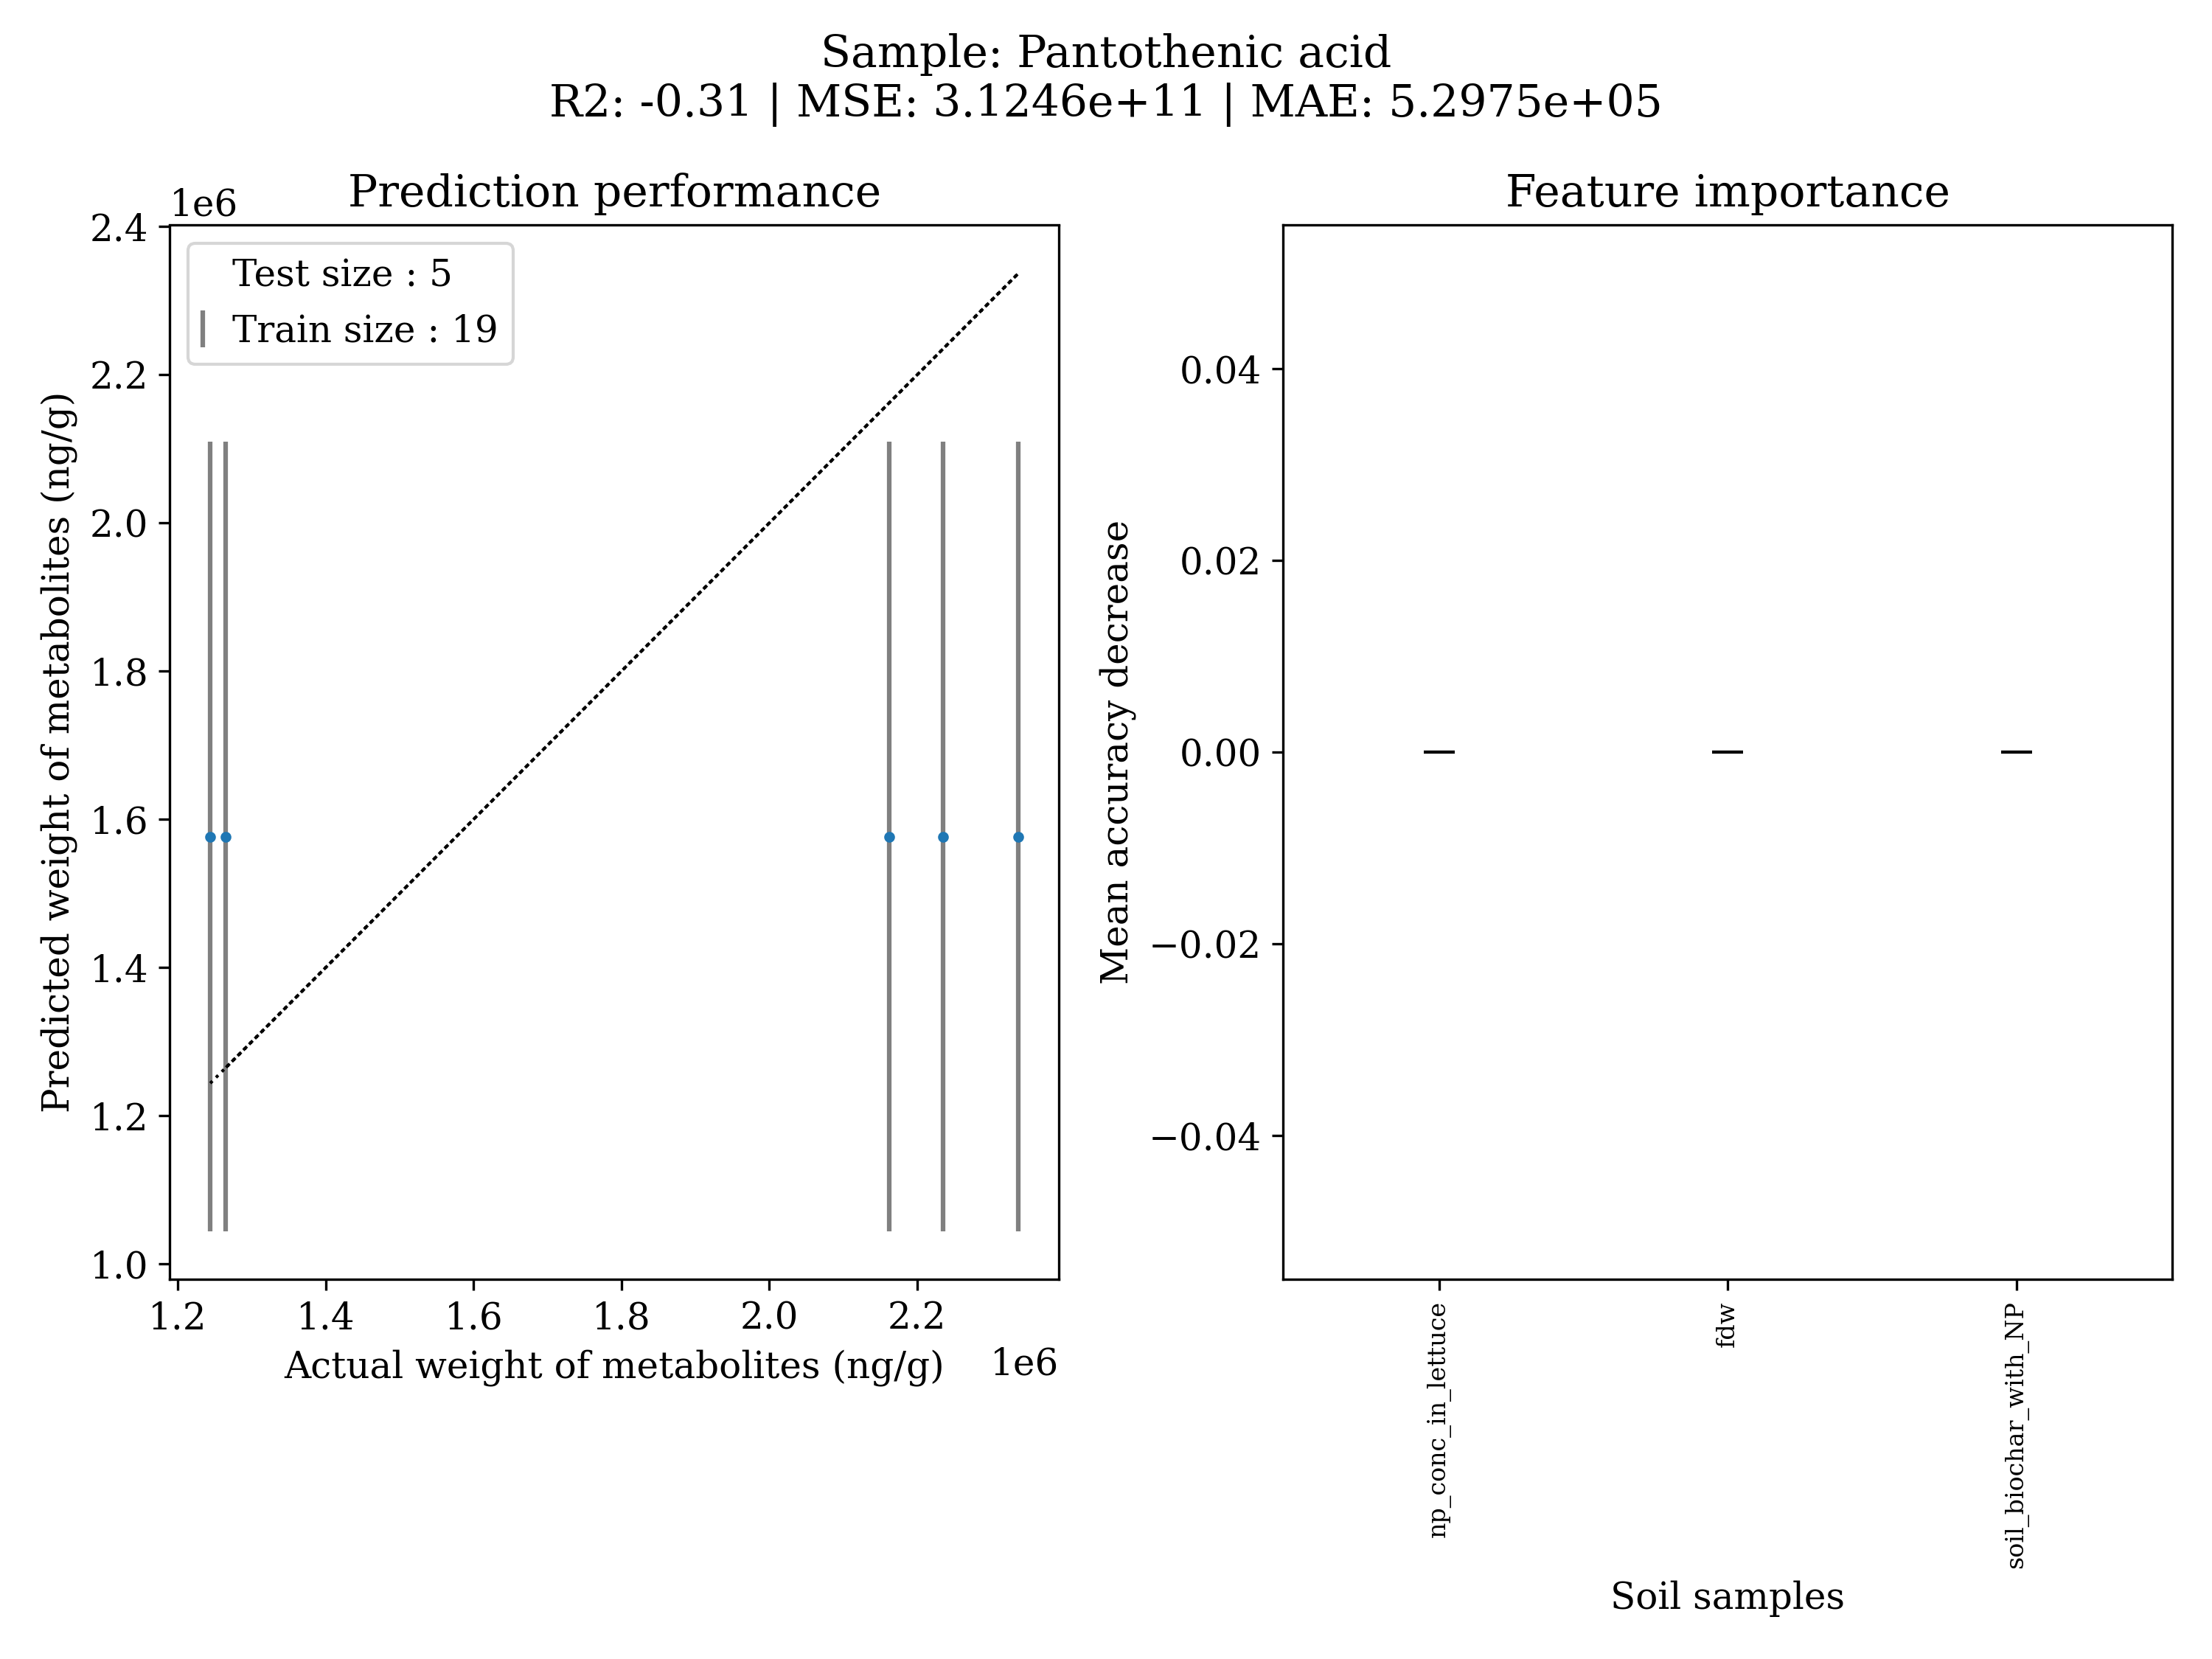 Sample: Pantothenic acid
R2: -0.31 | MSE: 3.1246e+11 | MAE: 5.2975e+05
Prediction performance
1e6
2.4
2.2
2.0
1.8
1.6
1.4
1.2
1.0
Predicted weight of metabolites (ng/g)
Test size : 5
Train size : 19
1.2 1.4 1.6 1.8 2.0 2.2
Actual weight of metabolites (ng/g) 1e6
Feature importance
0.04
0.02
0.00
−0.02
−0.04
Mean accuracy decrease
np_conc_in_lettuce
fdw
soil_biochar_with_NP
Soil samples